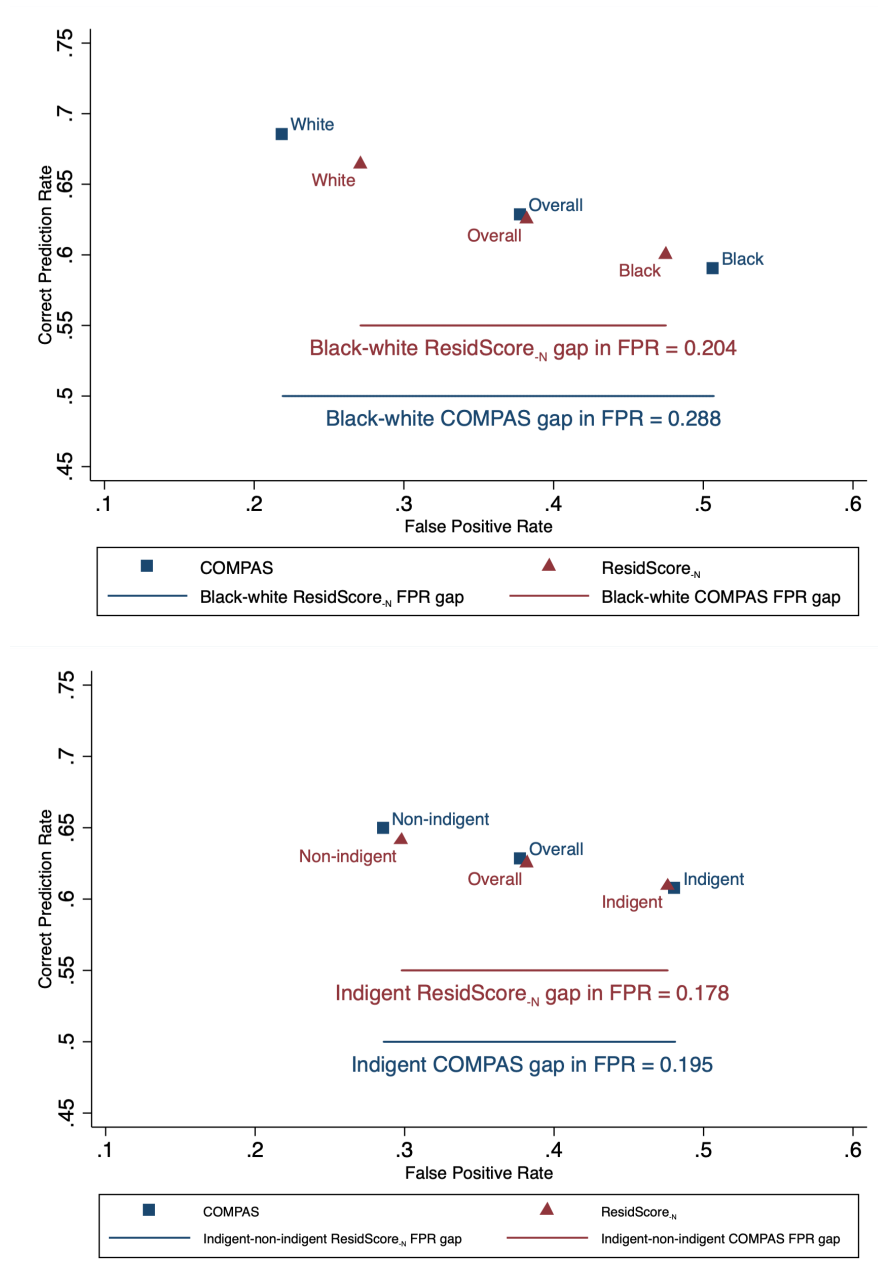 .75
.7
.65
.6
.55
.5
.45
Correct Prediction Rate
White
White
Overall
Overall
Black
Black
Black-white ResidScore-N gap in FPR = 0.204
Black-white COMPAS gap in FPR = 0.288
.1 .2 .3 .4 .5 .6
False Positive Rate
COMPAS ResidScore-N
Black-white ResidScore-N FPR gap Black-white COMPAS FPR gap
.75
.7
.65
.6
.55
.5
.45
Correct Prediction Rate
Non-indigent
Non-indigent
Overall
Overall
Indigent
Indigent
Indigent ResidScore-N gap in FPR = 0.178
Indigent COMPAS gap in FPR = 0.195
.1 .2 .3 .4 .5 .6
False Positive Rate
COMPAS ResidScore-N
Indigent-non-indigent ResidScore-N FPR gap Indigent-non-indigent COMPAS FPR gap